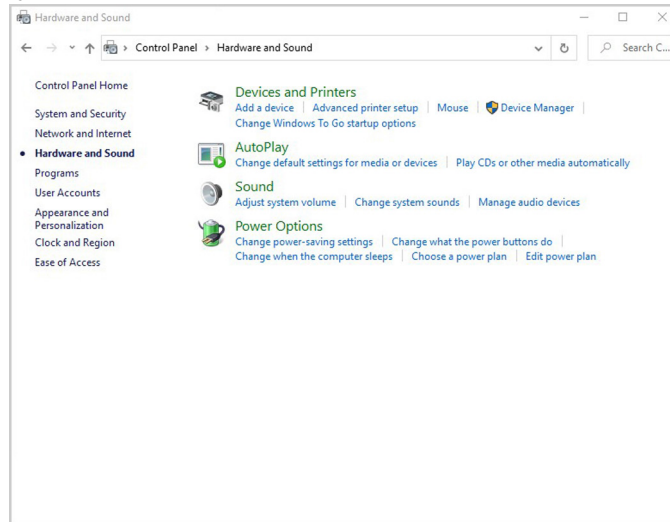 Hardware and Sound
Control Panel > Hardware and Sound
Search C...
Control Panel Home
System and Security
Network and Internet
Hardware and Sound
Programs
User Accounts
Appearance and
Personalization
Clock and Region
Ease of Access
Devices and Printers
Add a device | Advanced printer setup | Mouse | Device Manager |
Change Windows To Go startup options
AutoPlay
Change default settings for media or devices | Play CDs or other media automatically
Sound
Adjust system volume | Change system sounds | Manage audio devices
Power Options
Change power-saving settings | Change what the power buttons do |
Change when the computer sleeps | Choose a power plan | Edit power plan